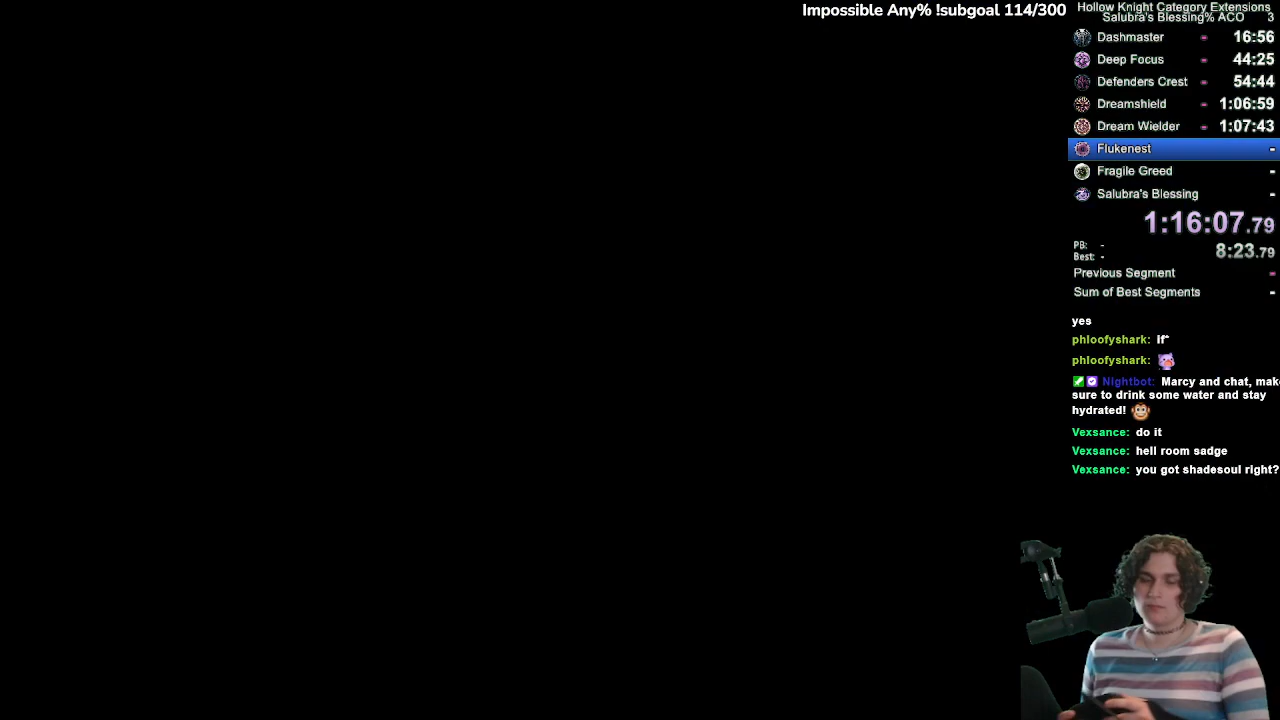 Impossible Any% !subgoal 114/300
Hollow Knight Category Extensions
Salubra's Blessing% ACO 3
Dashmaster - 16:56
Deep Focus - 44:25
Defenders Crest - 54:44
Dreamshield - 1:06:59
Dream Wielder - 1:07:43
Flukenest -
Fragile Greed -
Salubra's Blessing -
1:16:07.79
PB: -
Best: -
8:23.79
Previous Segment -
Sum of Best Segments -
yes
phloofyshark: if*
phloofyshark:
Nightbot: Marcy and chat, make
sure to drink some water and stay
hydrated!
Vexsance: do it
Vexsance: hell room sadge
Vexsance: you got shadesoul right?